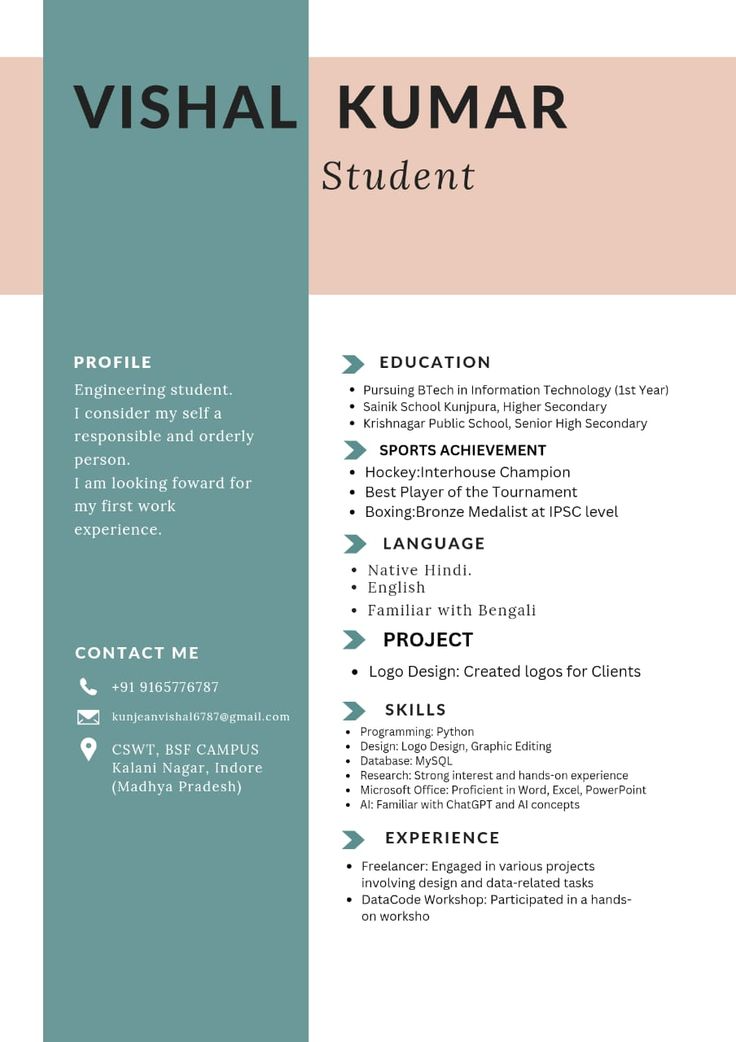 VISHAL KUMAR
Student
PROFILE
Engineering student.
I consider my self a
responsible and orderly
person.
I am looking foward for
my first work
experience.
CONTACT ME
+91 9165776787
kunjeanvishal6787@gmail.com
CSWT, BSF CAMPUS
Kalani Nagar, Indore
(Madhya Pradesh)
EDUCATION
• Pursuing BTech in Information Technology (1st Year)
• Sainik School Kunjpura, Higher Secondary
• Krishnagar Public School, Senior High Secondary
SPORTS ACHIEVEMENT
• Hockey:Interhouse Champion
• Best Player of the Tournament
• Boxing:Bronze Medalist at IPSC level
LANGUAGE
• Native Hindi.
• English
• Familiar with Bengali
PROJECT
• Logo Design: Created logos for Clients
SKILLS
• Programming: Python
• Design: Logo Design, Graphic Editing
• Database: MySQL
• Research: Strong interest and hands-on experience
• Microsoft Office: Proficient in Word, Excel, PowerPoint
• AI: Familiar with ChatGPT and AI concepts
EXPERIENCE
• Freelancer: Engaged in various projects
involving design and data-related tasks
• DataCode Workshop: Participated in a hands-
on worksho